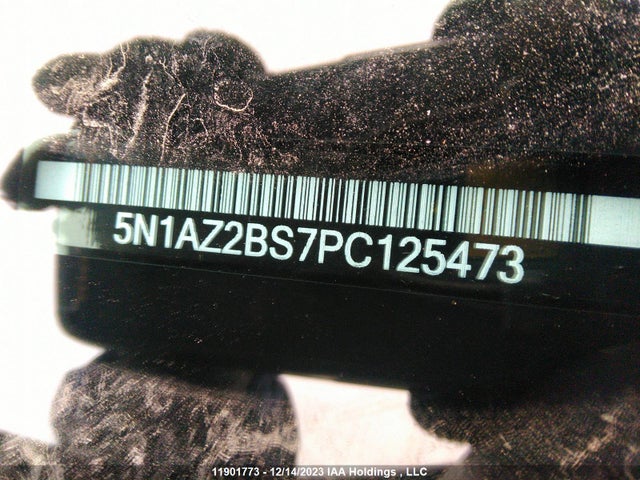 5N1AZ2BS7PC125473
11901773 - 12/14/2023 IAA Holdings , LLC